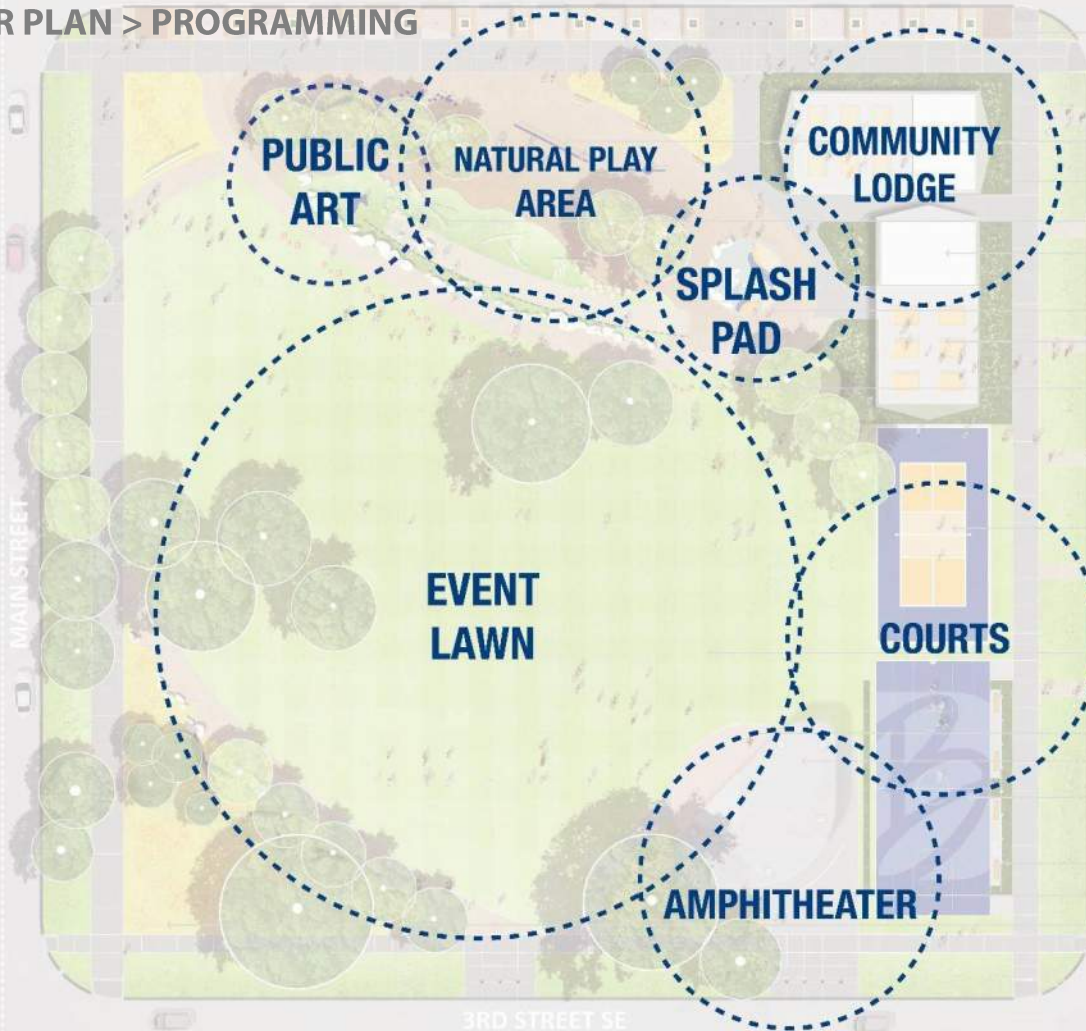 R PLAN > PROGRAMMING
PUBLIC
ART
NATURAL PLAY
AREA
COMMUNITY
LODGE
SPLASH
PAD
EVENT
LAWN
COURTS
AMPHITHEATER
MAIN STREET
3RD STREET SE
B